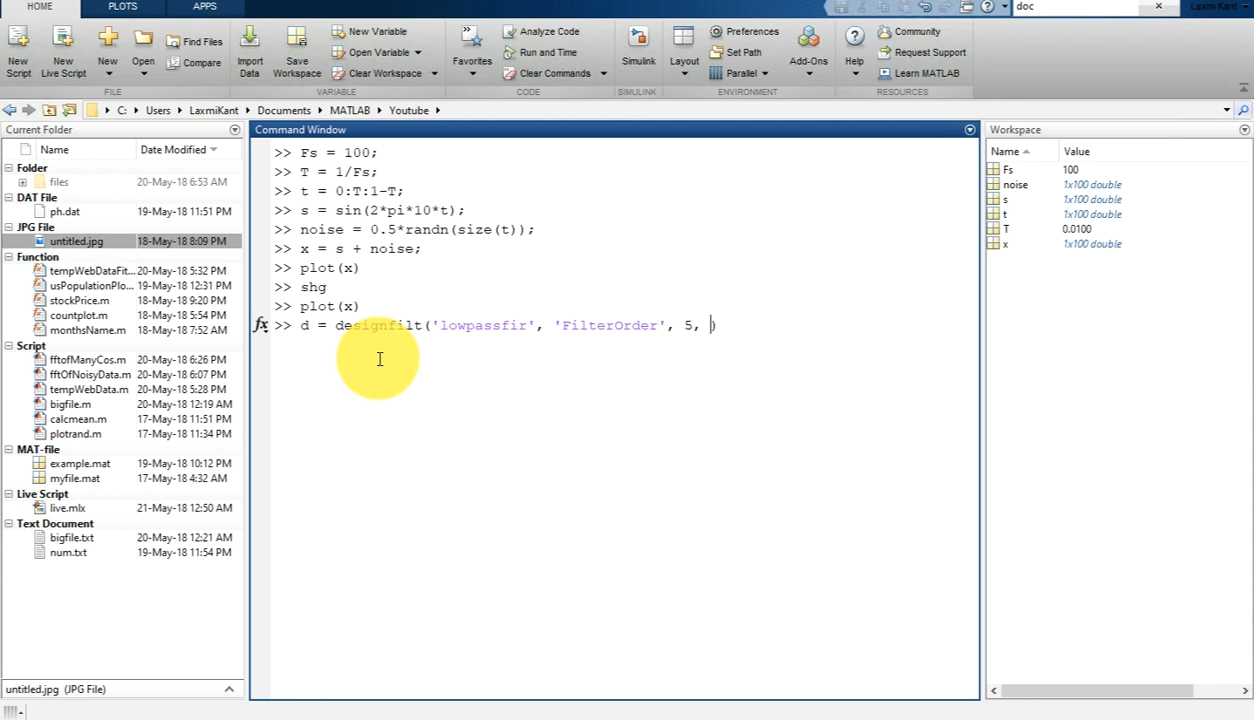 HOME PLOTS APPS
doc
Laxmi Kant
New Script
New Live Script
New
Open
Find Files
Compare
Import Data
Save Workspace
New Variable
Open Variable
Clear Workspace
Favorites
Analyze Code
Run and Time
Clear Commands
Simulink
Layout
Preferences
Set Path
Parallel
Add-Ons
Help
Community
Request Support
Learn MATLAB
FILE VARIABLE CODE SIMULINK ENVIRONMENT RESOURCES
C: Users LaxmiKant Documents MATLAB Youtube
Current Folder
Name Date Modified
Folder
files 20-May-18 6:53 AM
DAT File
ph.dat 19-May-18 11:51 PM
JPG File
untitled.jpg 18-May-18 8:09 PM
Function
tempWebDataFit... 20-May-18 5:32 PM
usPopulationPlo... 19-May-18 12:31 PM
stockPrice.m 18-May-18 9:20 PM
countplot.m 18-May-18 5:54 PM
monthsName.m 18-May-18 7:52 AM
Script
fftofManyCos.m 20-May-18 6:26 PM
fftOfNoisyData.m 20-May-18 6:07 PM
tempWebData.m 20-May-18 5:28 PM
bigfile.m 20-May-18 12:19 AM
calcmean.m 17-May-18 11:51 PM
plotrand.m 17-May-18 11:34 PM
MAT-file
example.mat 19-May-18 10:12 PM
myfile.mat 17-May-18 4:32 AM
Live Script
live.mlx 21-May-18 12:50 AM
Text Document
bigfile.txt 20-May-18 12:21 AM
num.txt 19-May-18 11:54 PM
untitled.jpg (JPG File)
Command Window
>> Fs = 100;
>> T = 1/Fs;
>> t = 0:T:1-T;
>> s = sin(2*pi*10*t);
>> noise = 0.5*randn(size(t));
>> x = s + noise;
>> plot(x)
>> shg
>> plot(x)
fx >> d = designfilt('lowpassfir', 'FilterOrder', 5, )
Workspace
Name Value
Fs 100
noise 1x100 double
s 1x100 double
t 1x100 double
T 0.0100
x 1x100 double